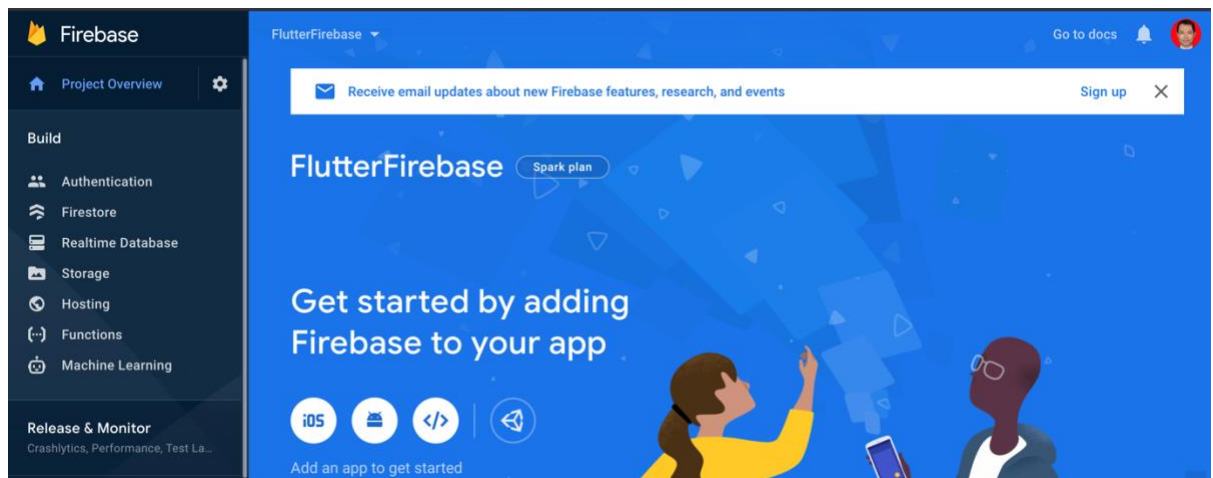 Firebase
Project Overview
Build
Authentication
Firestore
Realtime Database
Storage
Hosting
Functions
Machine Learning
Release & Monitor
Crashlytics, Performance, Test La...
FlutterFirebase
Go to docs
Receive email updates about new Firebase features, research, and events
Sign up
FlutterFirebase
Spark plan
Get started by adding
Firebase to your app
iOS
</>
Add an app to get started